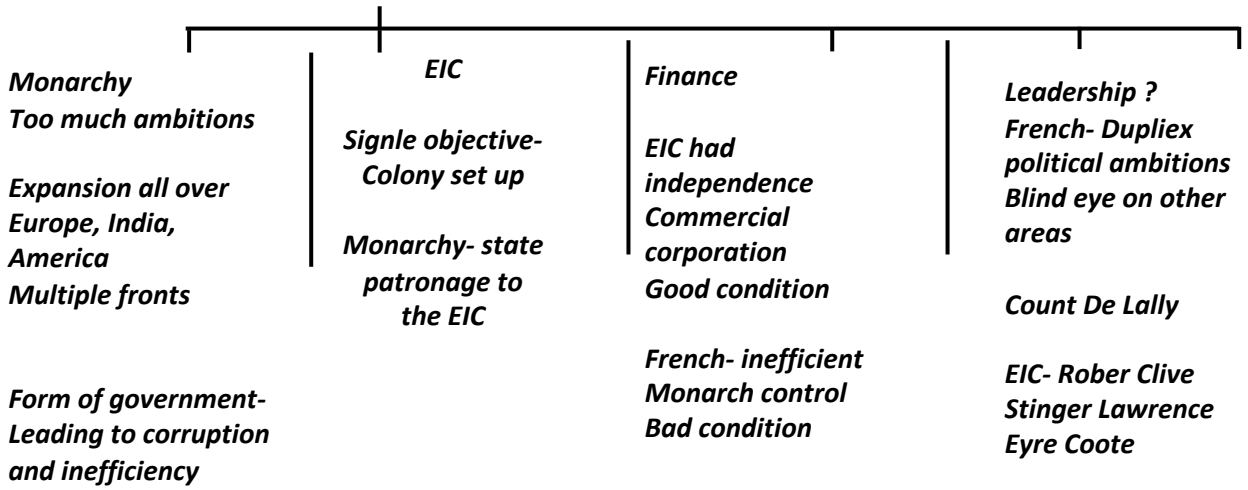 Monarchy
Too much ambitions
Expansion all over
Europe, India,
America
Multiple fronts
Form of government-
Leading to corruption
and inefficiency
EIC
Signle objective-
Colony set up
Monarchy- state
patronage to
the EIC
Finance
EIC had
independence
Commercial
corporation
Good condition
French- inefficient
Monarch control
Bad condition
Leadership ?
French- Dupliex
political ambitions
Blind eye on other
areas
Count De Lally
EIC- Rober Clive
Stinger Lawrence
Eyre Coote